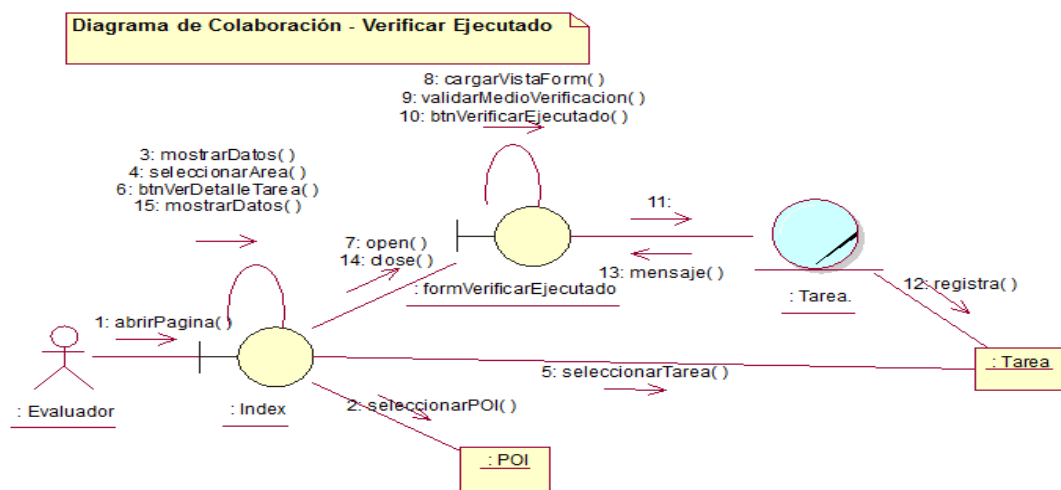 Diagrama de Colaboración - Verificar Ejecutado
8: cargarVistaForm( )
9: validarMedioVerificacion( )
10: btnVerificarEjecutado( )
3: mostrarDatos( )
4: seleccionarArea( )
6: btnVerDetalleTarea( )
15: mostrarDatos( )
11:
7: open( )
14: close( )
13: mensaje( )
: formVerificarEjecutado
: Tarea.
12: registra( )
1: abrirPagina( )
: Tarea
5: seleccionarTarea( )
: Evaluador
: Index
2: seleccionarPOI( )
: POI